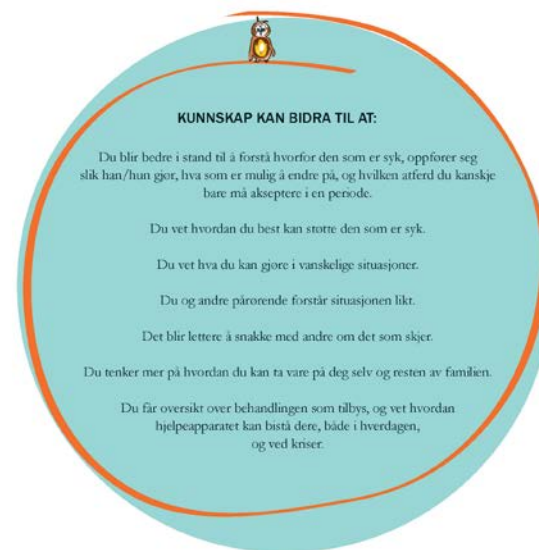 KUNNSKAP KAN BIDRA TIL AT:
Du blir bedre i stand til å forstå hvorfor den som er syk, oppfører seg
slik han/hun gjør, hva som er mulig å endre på, og hvilken atferd du kanskje
bare må akseptere i en periode.
Du vet hvordan du best kan støtte den som er syk.
Du vet hva du kan gjøre i vanskelige situasjoner.
Du og andre pårørende forstår situasjonen likt.
Det blir lettere å snakke med andre om det som skjer.
Du tenker mer på hvordan du kan ta vare på deg selv og resten av familien.
Du får oversikt over behandlingen som tilbys, og vet hvordan
hjelpeapparatet kan bistå dere, både i hverdagen,
og ved kriser.